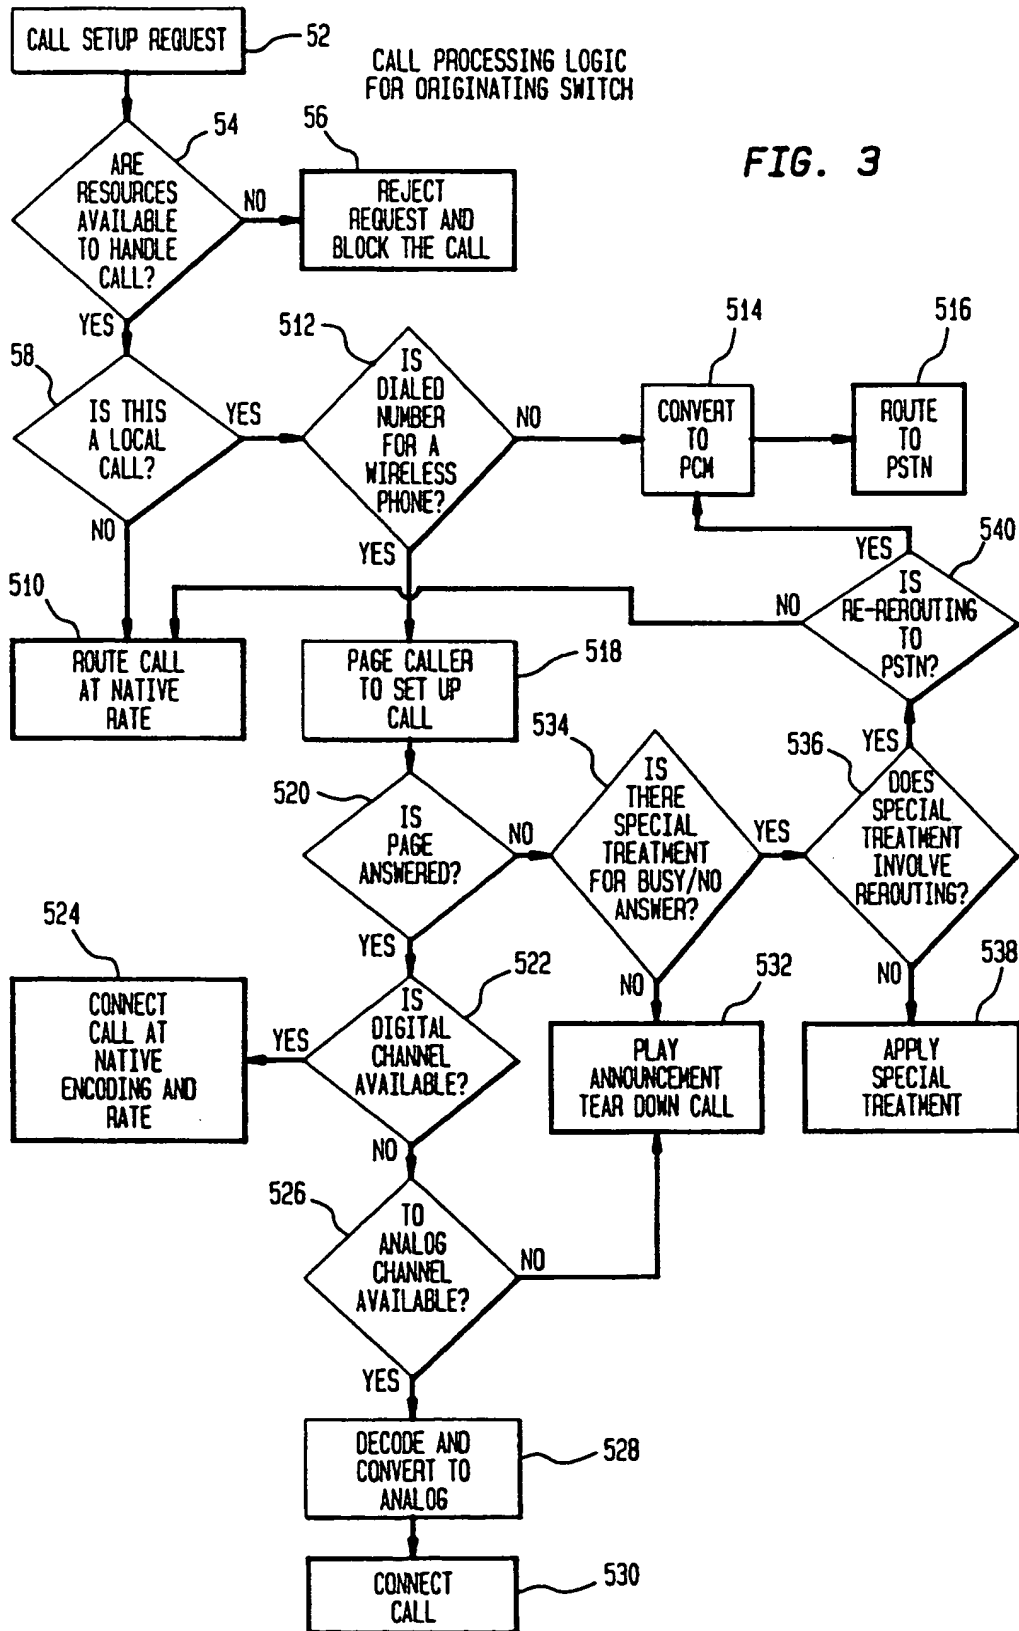 CALL SETUP REQUEST
52
CALL PROCESSING LOGIC
FOR ORIGINATING SWITCH
FIG. 3
54
ARE
RESOURCES
AVAILABLE
TO HANDLE
CALL?
NO
56
REJECT
REQUEST AND
BLOCK THE CALL
YES
58
IS THIS
A LOCAL
CALL?
YES
NO
512
IS
DIALED
NUMBER
FOR A
WIRELESS
PHONE?
NO
YES
514
CONVERT
TO
PCM
516
ROUTE
TO
PSTN
510
ROUTE CALL
AT NATIVE
RATE
540
YES
IS
RE-REROUTING
TO
PSTN?
NO
PAGE CALLER
TO SET UP
CALL
518
520
IS
PAGE
ANSWERED?
NO
YES
534
IS
THERE
SPECIAL
TREATMENT
FOR BUSY/NO
ANSWER?
YES
NO
536
YES
DOES
SPECIAL
TREATMENT
INVOLVE
REROUTING?
NO
524
CONNECT
CALL AT
NATIVE
ENCODING AND
RATE
522
IS
DIGITAL
CHANNEL
AVAILABLE?
YES
NO
532
PLAY
ANNOUNCEMENT
TEAR DOWN CALL
538
APPLY
SPECIAL
TREATMENT
526
TO
ANALOG
CHANNEL
AVAILABLE?
NO
YES
DECODE AND
CONVERT TO
ANALOG
528
CONNECT
CALL
530